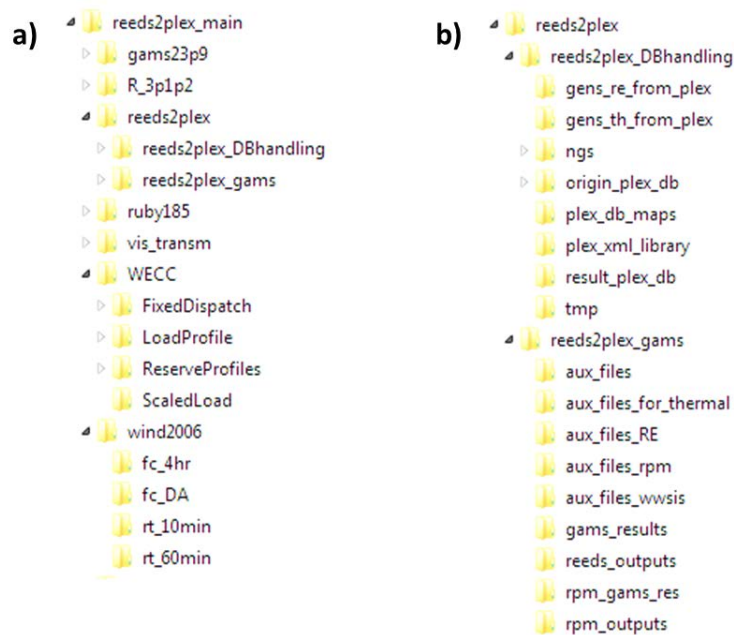 a)
reeds2plex_main
gams23p9
R_3p1p2
reeds2plex
reeds2plex_DBhandling
reeds2plex_gams
ruby185
vis_transm
WECC
FixedDispatch
LoadProfile
ReserveProfiles
ScaledLoad
wind2006
fc_4hr
fc_DA
rt_10min
rt_60min
b)
reeds2plex
reeds2plex_DBhandling
gens_re_from_plex
gens_th_from_plex
ngs
origin_plex_db
plex_db_maps
plex_xml_library
result_plex_db
tmp
reeds2plex_gams
aux_files
aux_files_for_thermal
aux_files_RE
aux_files_rpm
aux_files_wwsis
gams_results
reeds_outputs
rpm_gams_res
rpm_outputs